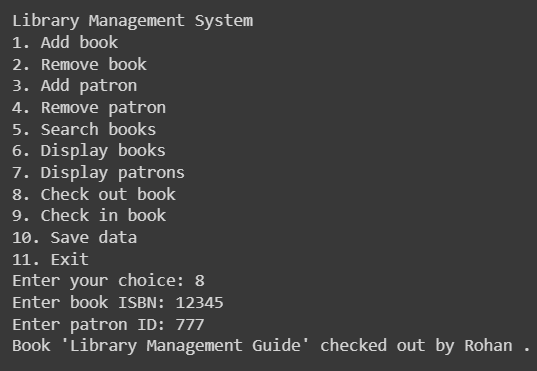 Library Management System
1. Add book
2. Remove book
3. Add patron
4. Remove patron
5. Search books
6. Display books
7. Display patrons
8. Check out book
9. Check in book
10. Save data
11. Exit
Enter your choice: 8
Enter book ISBN: 12345
Enter patron ID: 777
Book 'Library Management Guide' checked out by Rohan .